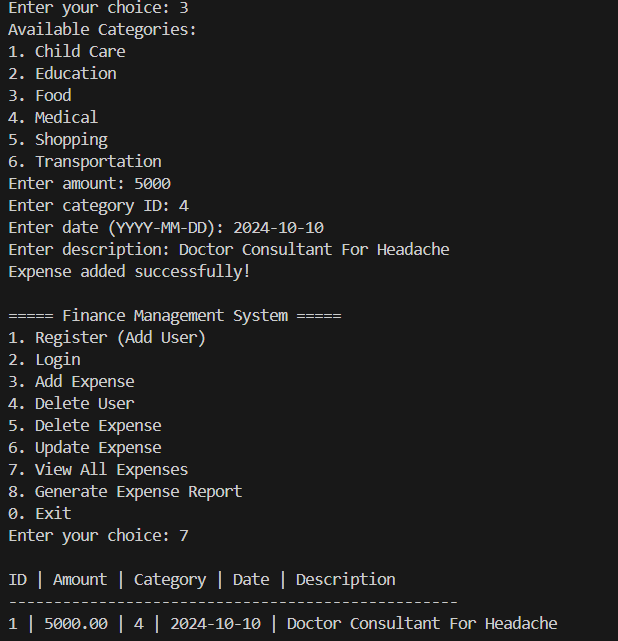 Enter your choice: 3
Available Categories:
1. Child Care
2. Education
3. Food
4. Medical
5. Shopping
6. Transportation
Enter amount: 5000
Enter category ID: 4
Enter date (YYYY-MM-DD): 2024-10-10
Enter description: Doctor Consultant For Headache
Expense added successfully!

===== Finance Management System =====
1. Register (Add User)
2. Login
3. Add Expense
4. Delete User
5. Delete Expense
6. Update Expense
7. View All Expenses
8. Generate Expense Report
0. Exit
Enter your choice: 7

ID | Amount | Category | Date | Description
--------------------------------------------------
1 | 5000.00 | 4 | 2024-10-10 | Doctor Consultant For Headache